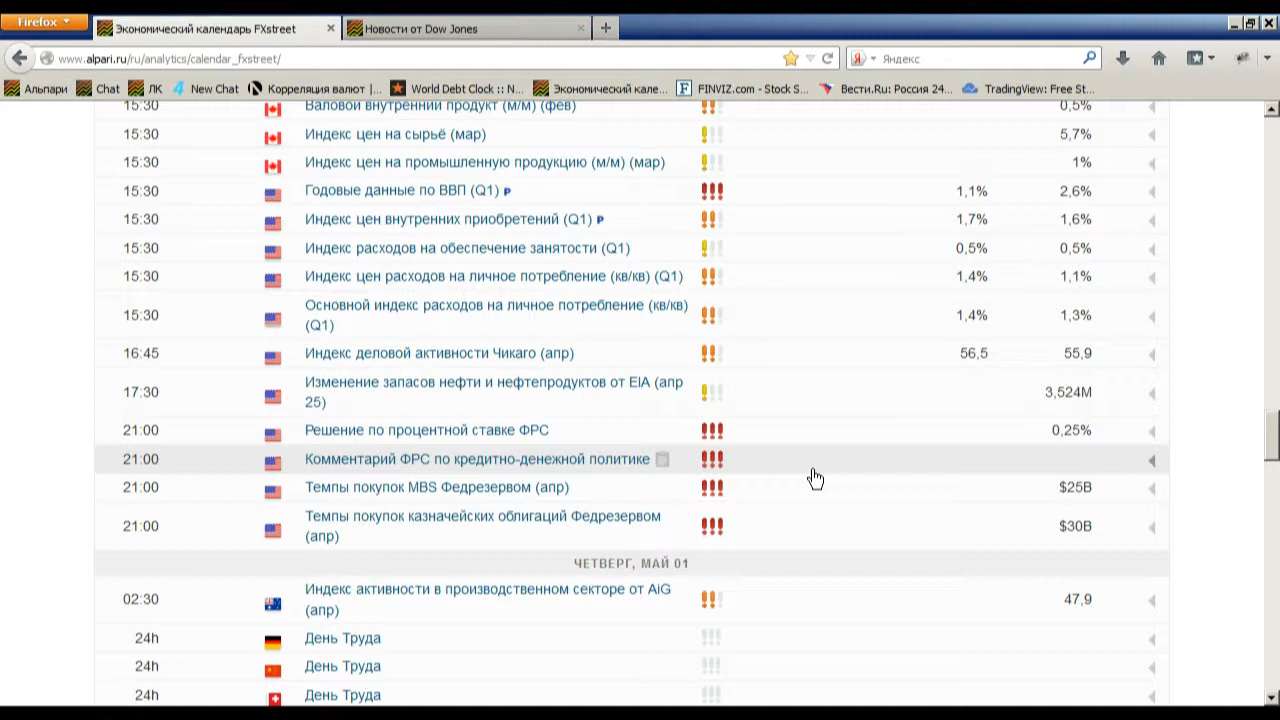 Firefox
Экономический календарь FXstreet
Новости от Dow Jones
www.alpari.ru/ru/analytics/calendar_fxstreet/
Яндекс
Альпари
Chat
ЛК
New Chat
Корреляция валют |...
World Debt Clock :: N...
Экономический кале...
FINVIZ.com - Stock S...
Вести.Ru: Россия 24...
TradingView: Free St...
15:30 Валовой внутренний продукт (м/м) (фев) 0,5%
15:30 Индекс цен на сырьё (мар) 5,7%
15:30 Индекс цен на промышленную продукцию (м/м) (мар) 1%
15:30 Годовые данные по ВВП (Q1) P 1,1% 2,6%
15:30 Индекс цен внутренних приобретений (Q1) P 1,7% 1,6%
15:30 Индекс расходов на обеспечение занятости (Q1) 0,5% 0,5%
15:30 Индекс цен расходов на личное потребление (кв/кв) (Q1) 1,4% 1,1%
Основной индекс расходов на личное потребление (кв/кв)
15:30 (Q1) 1,4% 1,3%
16:45 Индекс деловой активности Чикаго (апр) 56,5 55,9
Изменение запасов нефти и нефтепродуктов от EIA (апр
17:30 25) 3,524M
21:00 Решение по процентной ставке ФРС 0,25%
21:00 Комментарий ФРС по кредитно-денежной политике
21:00 Темпы покупок MBS Федрезервом (апр) $25B
Темпы покупок казначейских облигаций Федрезервом
21:00 (апр) $30B
ЧЕТВЕРГ, МАЙ 01
Индекс активности в производственном секторе от AiG
02:30 (апр) 47,9
24h День Труда
24h День Труда
24h День Труда